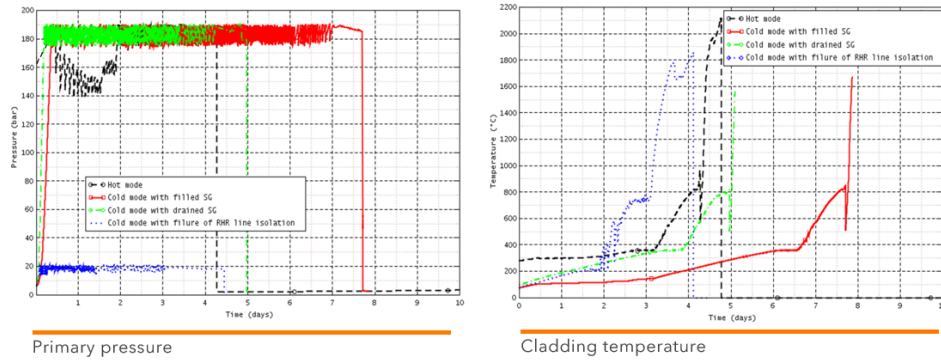 200
180
160
140
120
100
80
60
40
20
0
Pressure (bar)
Hot mode
Cold mode with filled SG
Cold mode with drained SG
Cold mode with filure of RHR line isolation
0 1 2 3 4 5 6 7 8 9 10
Time (days)
Primary pressure
2200
2000
1800
1600
1400
1200
1000
800
600
400
200
0
Temperature (°C)
Hot mode
Cold mode with filled SG
Cold mode with drained SG
Cold mode with filure of RHR line isolation
0 1 2 3 4 5 6 7 8 9
Time (days)
Cladding temperature